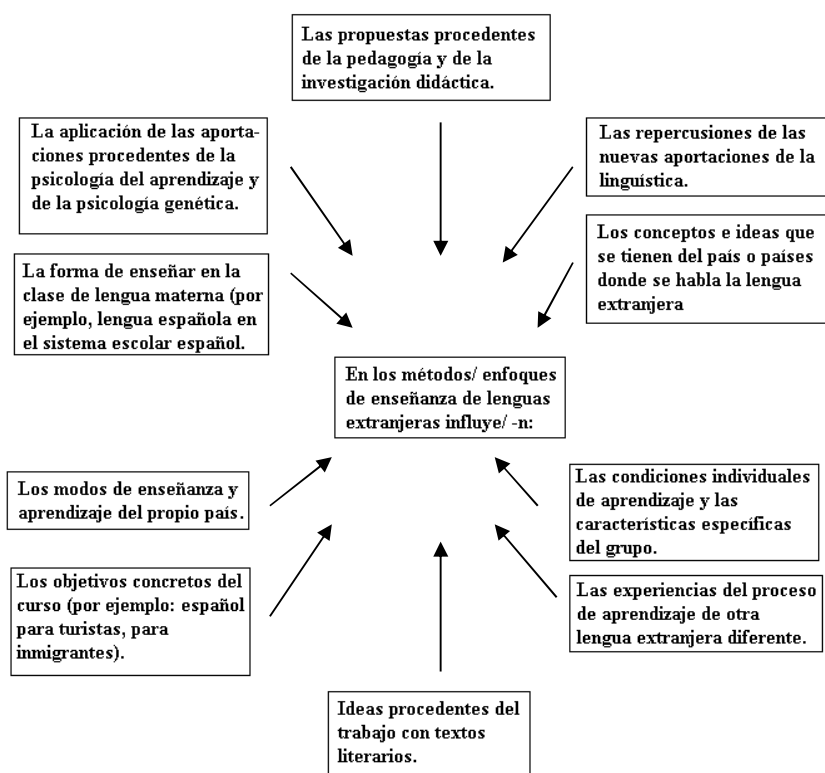 Las propuestas procedentes
de la pedagogía y de la
investigación didáctica.
La aplicación de las aporta-
ciones procedentes de la
psicología del aprendizaje y
de la psicología genética.
Las repercusiones de las
nuevas aportaciones de la
linguística.
La forma de enseñar en la
clase de lengua materna (por
ejemplo, lengua española en
el sistema escolar español.
Los conceptos e ideas que
se tienen del país o países
donde se habla la lengua
extranjera
En los métodos/ enfoques
de enseñanza de lenguas
extranjeras influye/ -n:
Los modos de enseñanza y
aprendizaje del propio país.
Las condiciones individuales
de aprendizaje y las
características específicas
del grupo.
Los objetivos concretos del
curso (por ejemplo: español
para turistas, para
inmigrantes).
Las experiencias del proceso
de aprendizaje de otra
lengua extranjera diferente.
Ideas procedentes del
trabajo con textos
literarios.